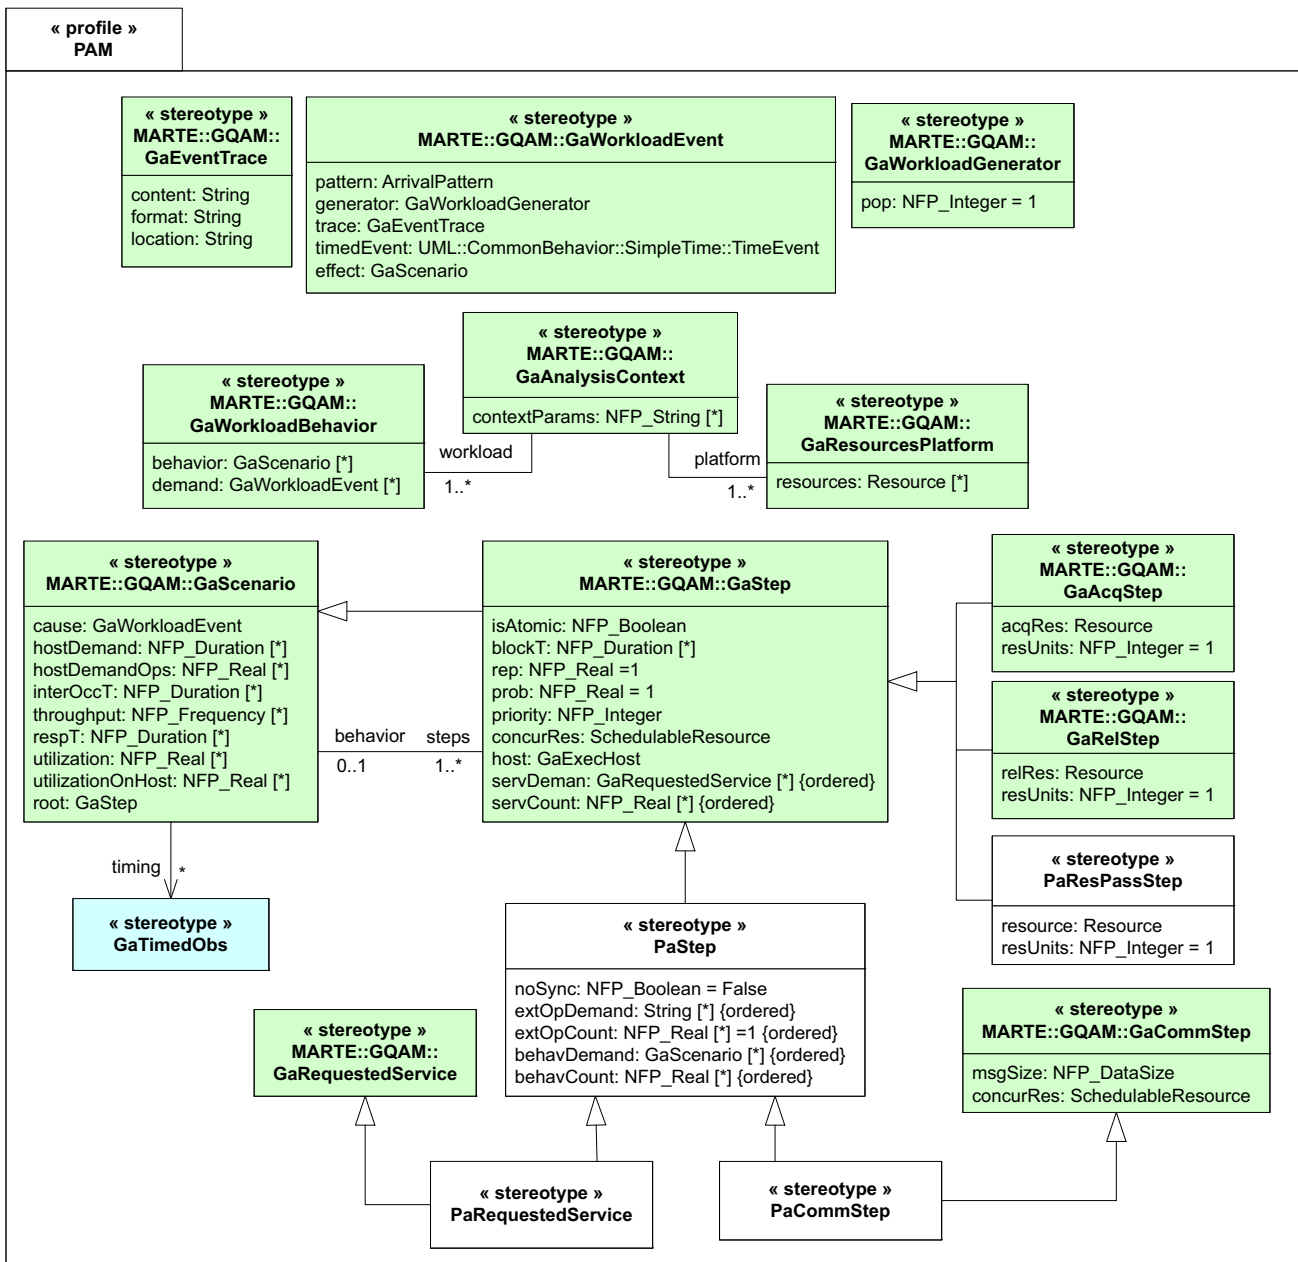 « profile »
PAM
« stereotype »
MARTE::GQAM::
GaEventTrace
content: String
format: String
location: String
« stereotype »
MARTE::GQAM::GaWorkloadEvent
pattern: ArrivalPattern
generator: GaWorkloadGenerator
trace: GaEventTrace
timedEvent: UML::CommonBehavior::SimpleTime::TimeEvent
effect: GaScenario
« stereotype »
MARTE::GQAM::
GaWorkloadGenerator
pop: NFP_Integer = 1
« stereotype »
MARTE::GQAM::
GaAnalysisContext
contextParams: NFP_String [*]
« stereotype »
MARTE::GQAM::
GaWorkloadBehavior
behavior: GaScenario [*]
demand: GaWorkloadEvent [*]
workload
1..*
platform
1..*
« stereotype »
MARTE::GQAM::
GaResourcesPlatform
resources: Resource [*]
« stereotype »
MARTE::GQAM::GaScenario
cause: GaWorkloadEvent
hostDemand: NFP_Duration [*]
hostDemandOps: NFP_Real [*]
interOccT: NFP_Duration [*]
throughput: NFP_Frequency [*]
respT: NFP_Duration [*]
utilization: NFP_Real [*]
utilizationOnHost: NFP_Real [*]
root: GaStep
behavior
0..1
steps
1..*
« stereotype »
MARTE::GQAM::GaStep
isAtomic: NFP_Boolean
blockT: NFP_Duration [*]
rep: NFP_Real =1
prob: NFP_Real = 1
priority: NFP_Integer
concurRes: SchedulableResource
host: GaExecHost
servDeman: GaRequestedService [*] {ordered}
servCount: NFP_Real [*] {ordered}
« stereotype »
MARTE::GQAM::
GaAcqStep
acqRes: Resource
resUnits: NFP_Integer = 1
« stereotype »
MARTE::GQAM::
GaRelStep
relRes: Resource
resUnits: NFP_Integer = 1
« stereotype »
PaResPassStep
resource: Resource
resUnits: NFP_Integer = 1
timing
*
« stereotype »
GaTimedObs
« stereotype »
PaStep
noSync: NFP_Boolean = False
extOpDemand: String [*] {ordered}
extOpCount: NFP_Real [*] =1 {ordered}
behavDemand: GaScenario [*] {ordered}
behavCount: NFP_Real [*] {ordered}
« stereotype »
MARTE::GQAM::
GaRequestedService
« stereotype »
MARTE::GQAM::GaCommStep
msgSize: NFP_DataSize
concurRes: SchedulableResource
« stereotype »
PaRequestedService
« stereotype »
PaCommStep